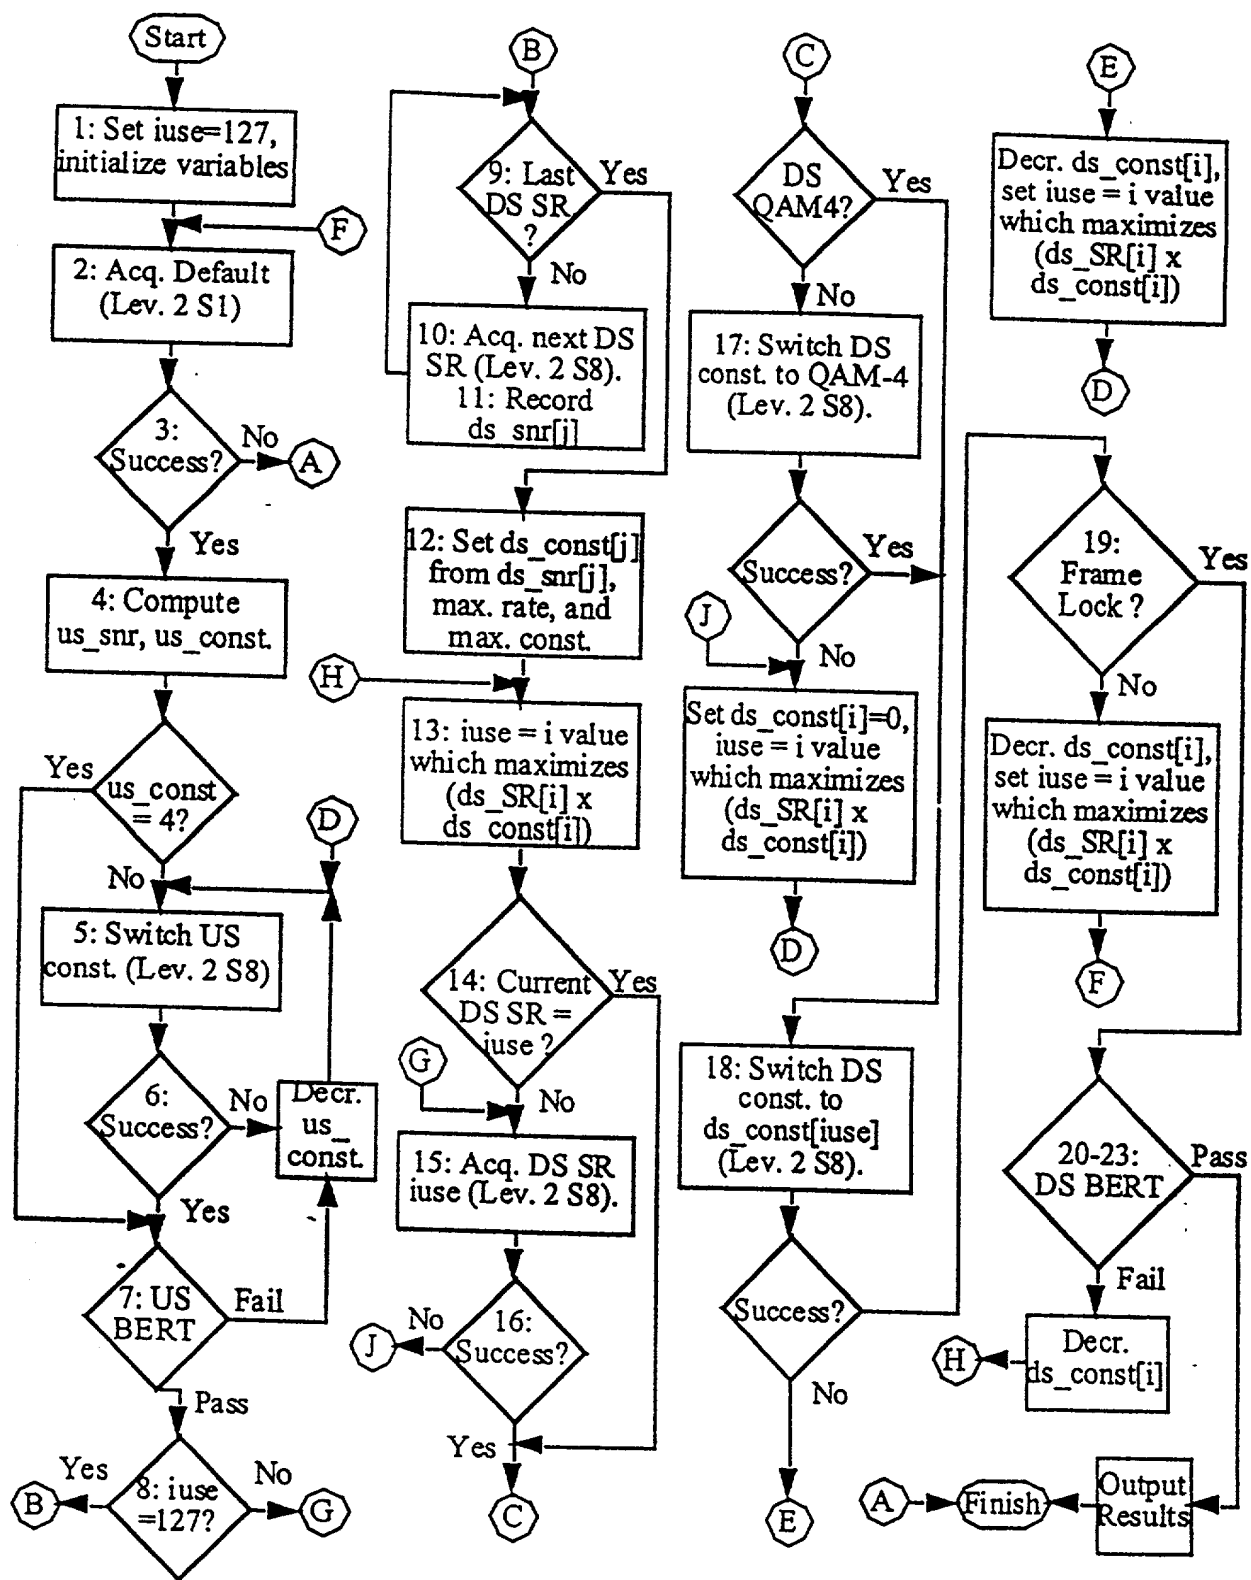 Start
1: Set iuse=127,
initialize variables
F
2: Acq. Default
(Lev. 2 S1)
3:
Success?
No
A
Yes
4: Compute
us_snr, us_const.
Yes
us_const
= 4?
D
No
5: Switch US
const. (Lev. 2 S8)
6:
Success?
No
Decr.
us_
const.
Yes
7: US
BERT
Fail
Pass
Yes
8: iuse
=127?
No
B
G
B
9: Last
DS SR
?
Yes
No
10: Acq. next DS
SR (Lev. 2 S8).
11: Record
ds_snr[j]
12: Set ds_const[j]
from ds_snr[j],
max. rate, and
max. const.
H
13: iuse = i value
which maximizes
(ds_SR[i] x
ds_const[i])
14: Current
DS SR =
iuse ?
Yes
G
No
15: Acq. DS SR
iuse (Lev. 2 S8).
16:
Success?
No
J
Yes
C
C
DS
QAM4?
Yes
No
17: Switch DS
const. to QAM-4
(Lev. 2 S8).
Success?
Yes
J
No
Set ds_const[i]=0,
iuse = i value
which maximizes
(ds_SR[i] x
ds_const[i])
D
18: Switch DS
const. to
ds_const[iuse]
(Lev. 2 S8).
Success?
No
E
E
Decr. ds_const[i],
set iuse = i value
which maximizes
(ds_SR[i] x
ds_const[i])
D
19:
Frame
Lock ?
Yes
No
Decr. ds_const[i],
set iuse = i value
which maximizes
(ds_SR[i] x
ds_const[i])
F
20-23:
DS BERT
Pass
Fail
Decr.
ds_const[i]
H
A
Finish
Output
Results